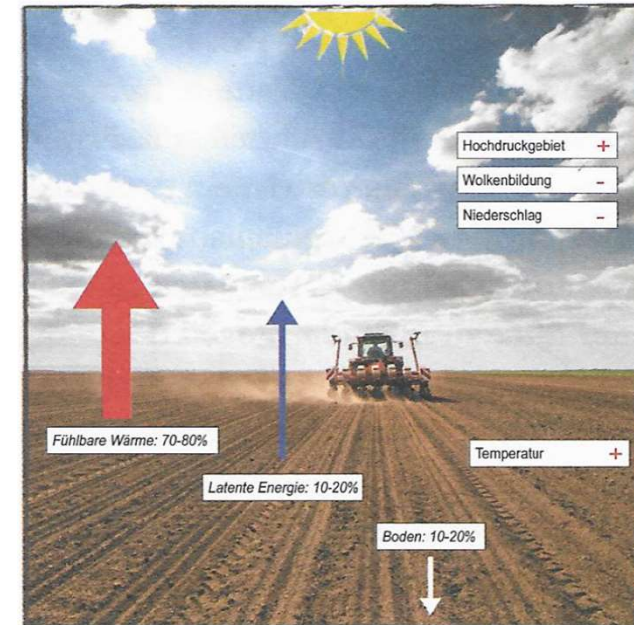 Hochdruckgebiet +
Wolkenbildung -
Niederschlag -
Fühlbare Wärme: 70-80%
Temperatur +
Latente Energie: 10-20%
Boden: 10-20%